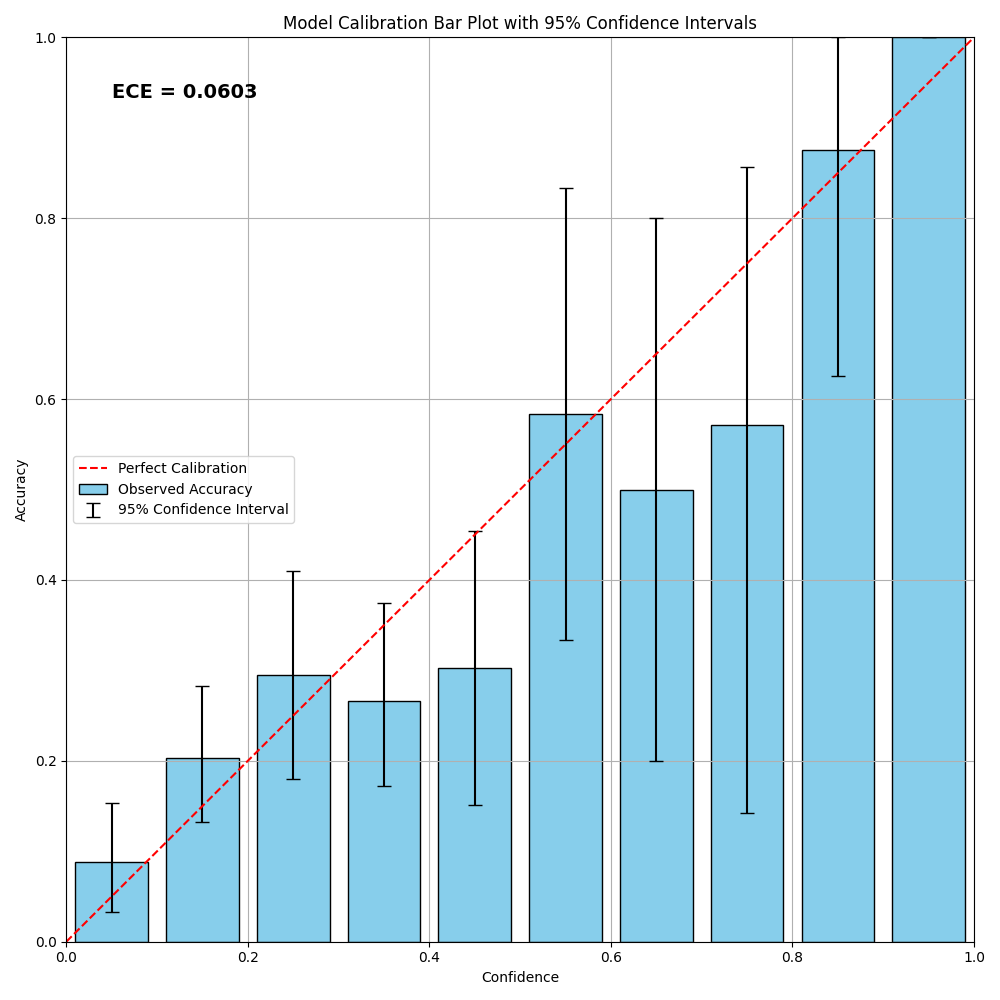 Model Calibration Bar Plot with 95% Confidence Intervals
ECE = 0.0603
1.0
0.8
0.6
0.4
0.2
0.0
Accuracy
Perfect Calibration
Observed Accuracy
95% Confidence Interval
0.0 0.2 0.4 0.6 0.8 1.0
Confidence